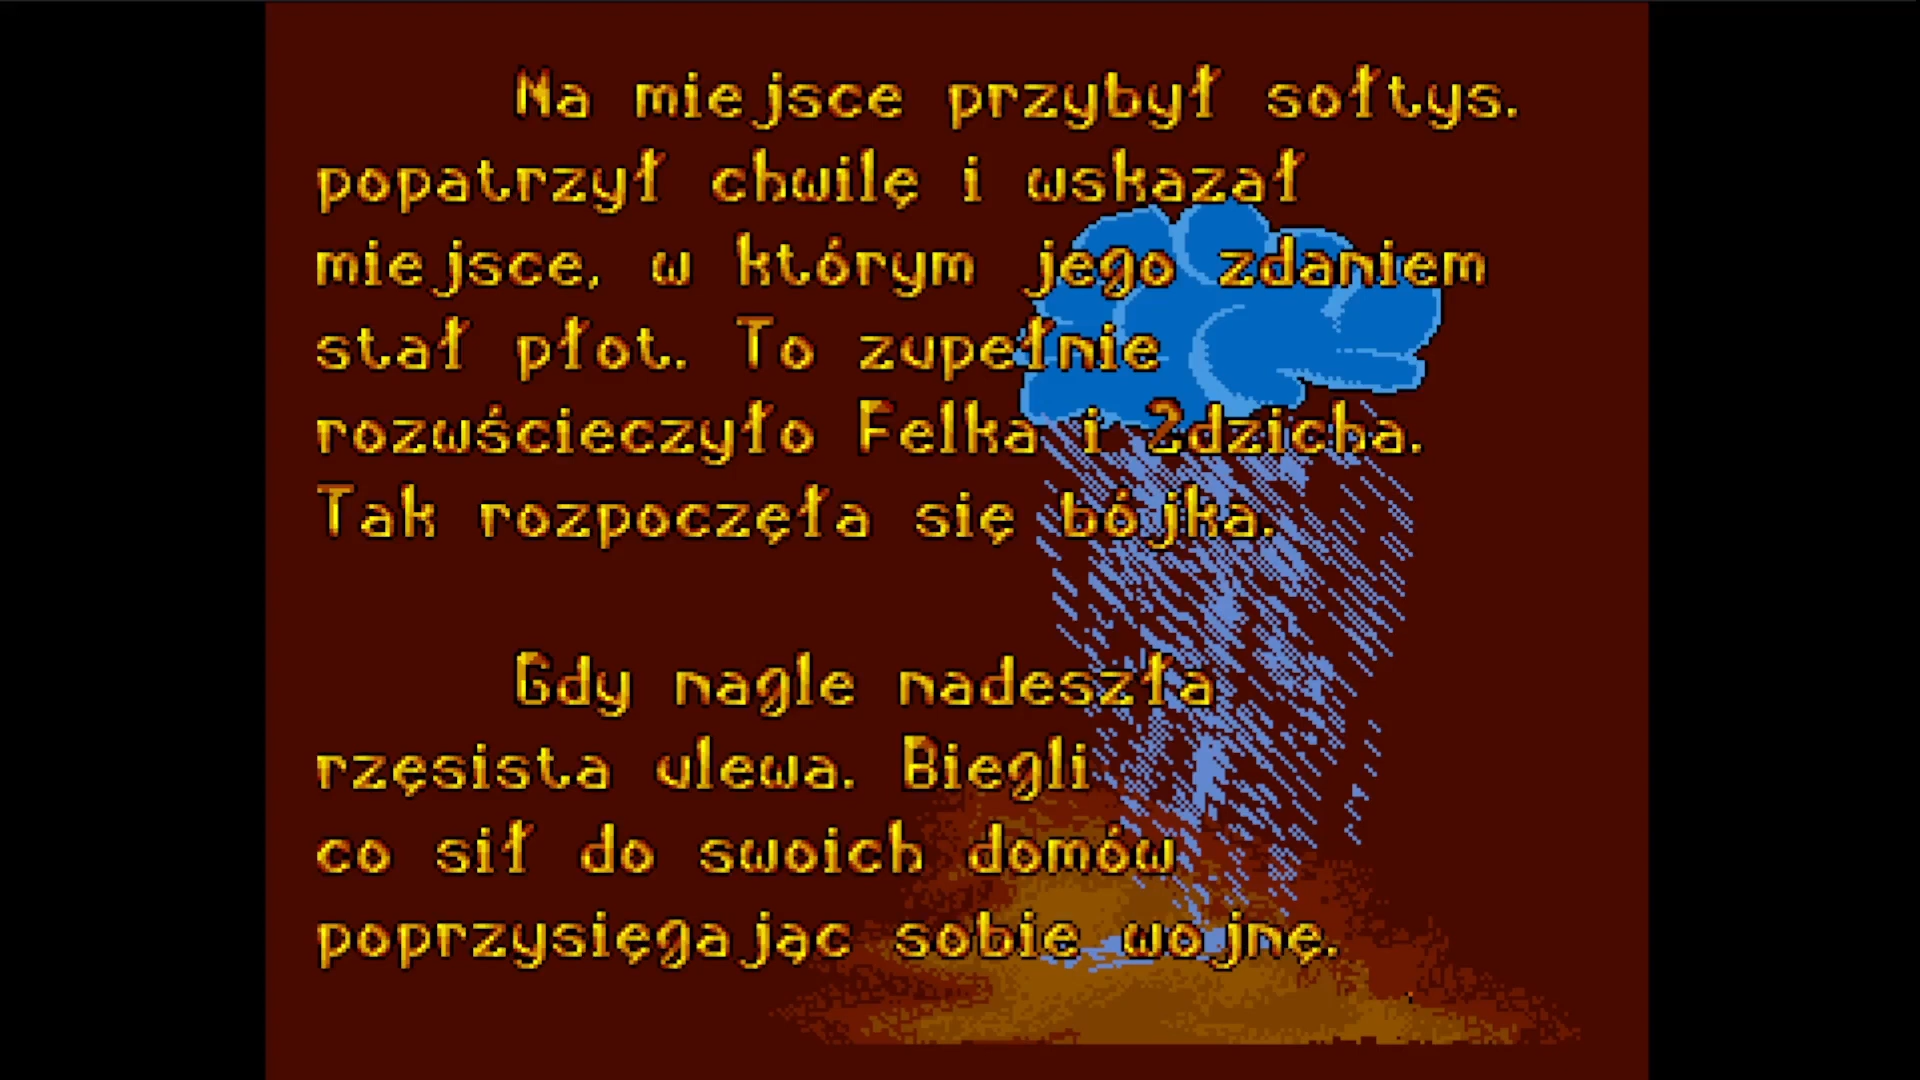 Na miejsce przybył sołtys.
popatrzył chwilę i wskazał
miejsce, w którym jego zdaniem
stał płot. To zupełnie
rozwścieczyło Felka i Zdzicha.
Tak rozpoczęła się bójka.
Gdy nagle nadeszła
rzęsista ulewa. Biegli
co sił do swoich domów
poprzysięgając sobie wojnę.